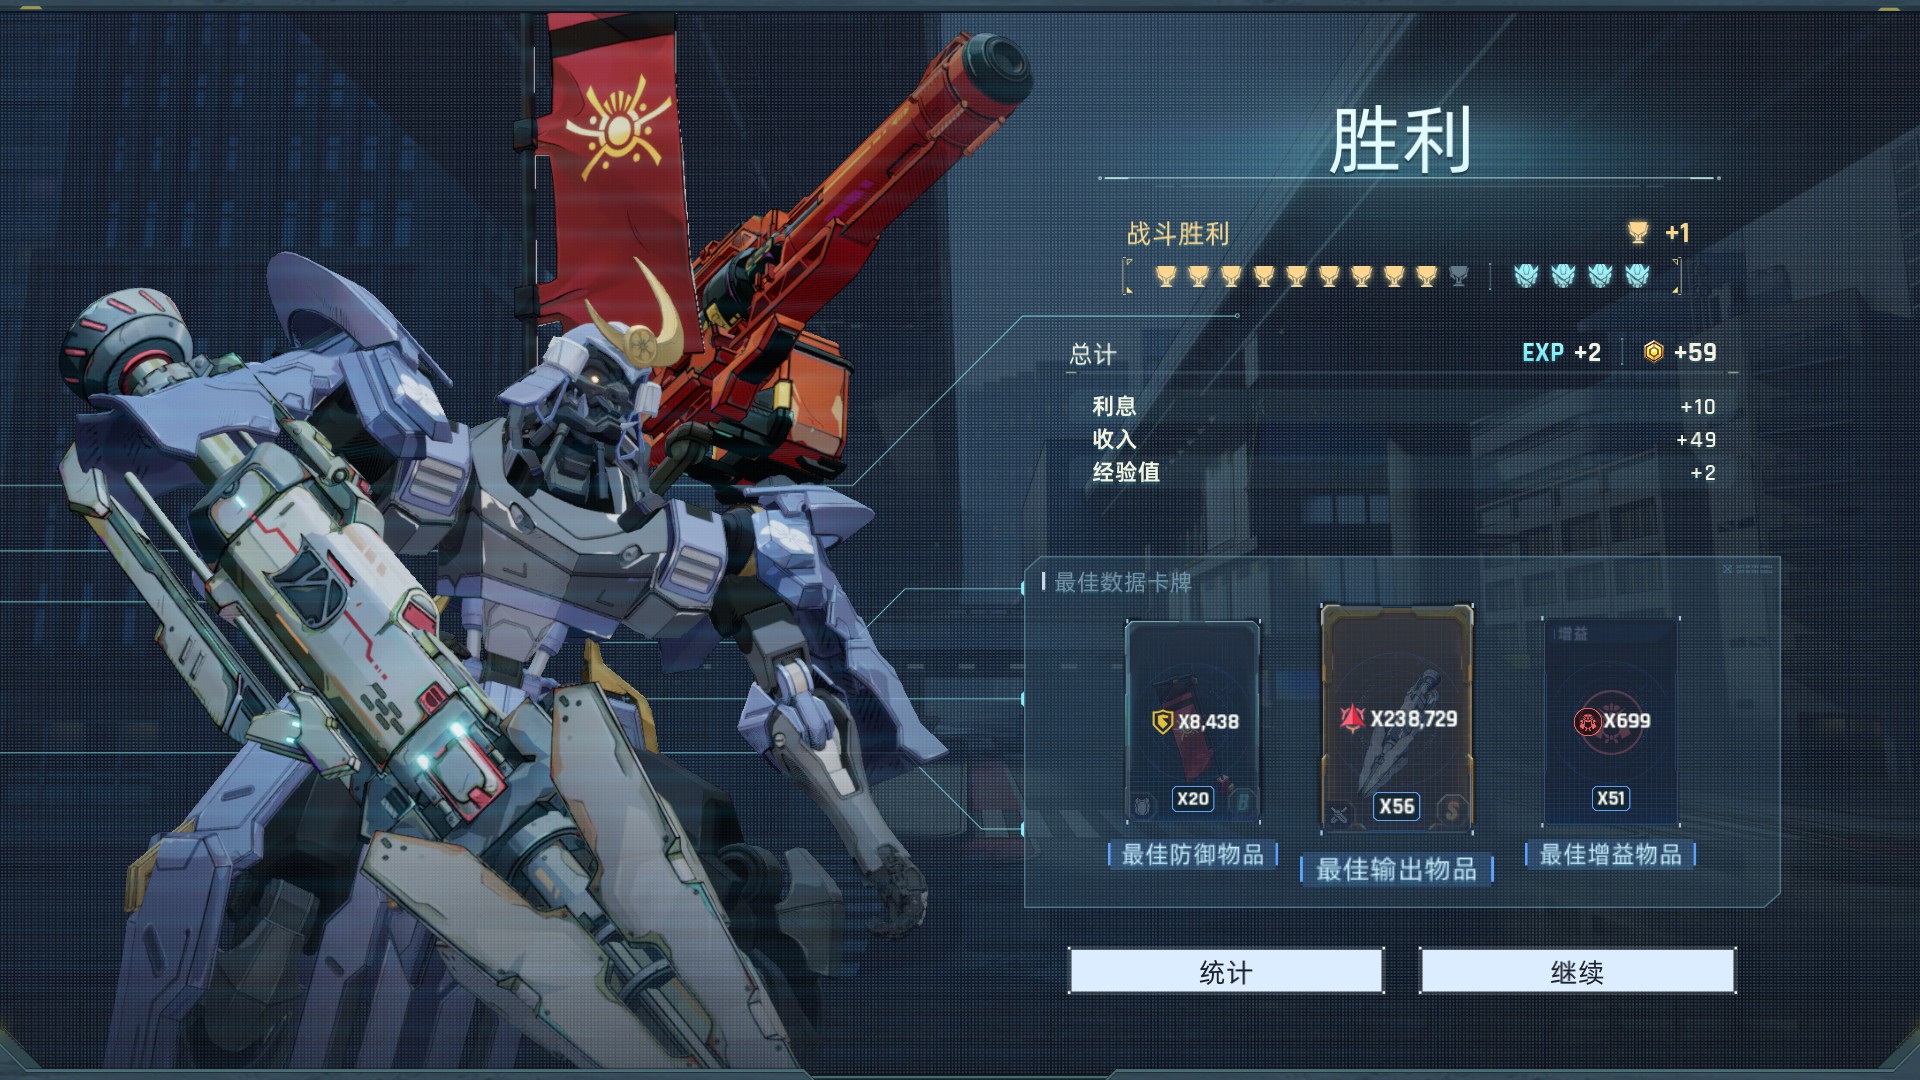 胜利
战斗胜利 +1
总计 EXP +2 +59
利息 +10
收入 +49
经验值 +2
最佳数据卡牌
增益
X8,438 X238,729 X699
X20 X56 X51
B S
最佳防御物品 最佳输出物品 最佳增益物品
统计 继续